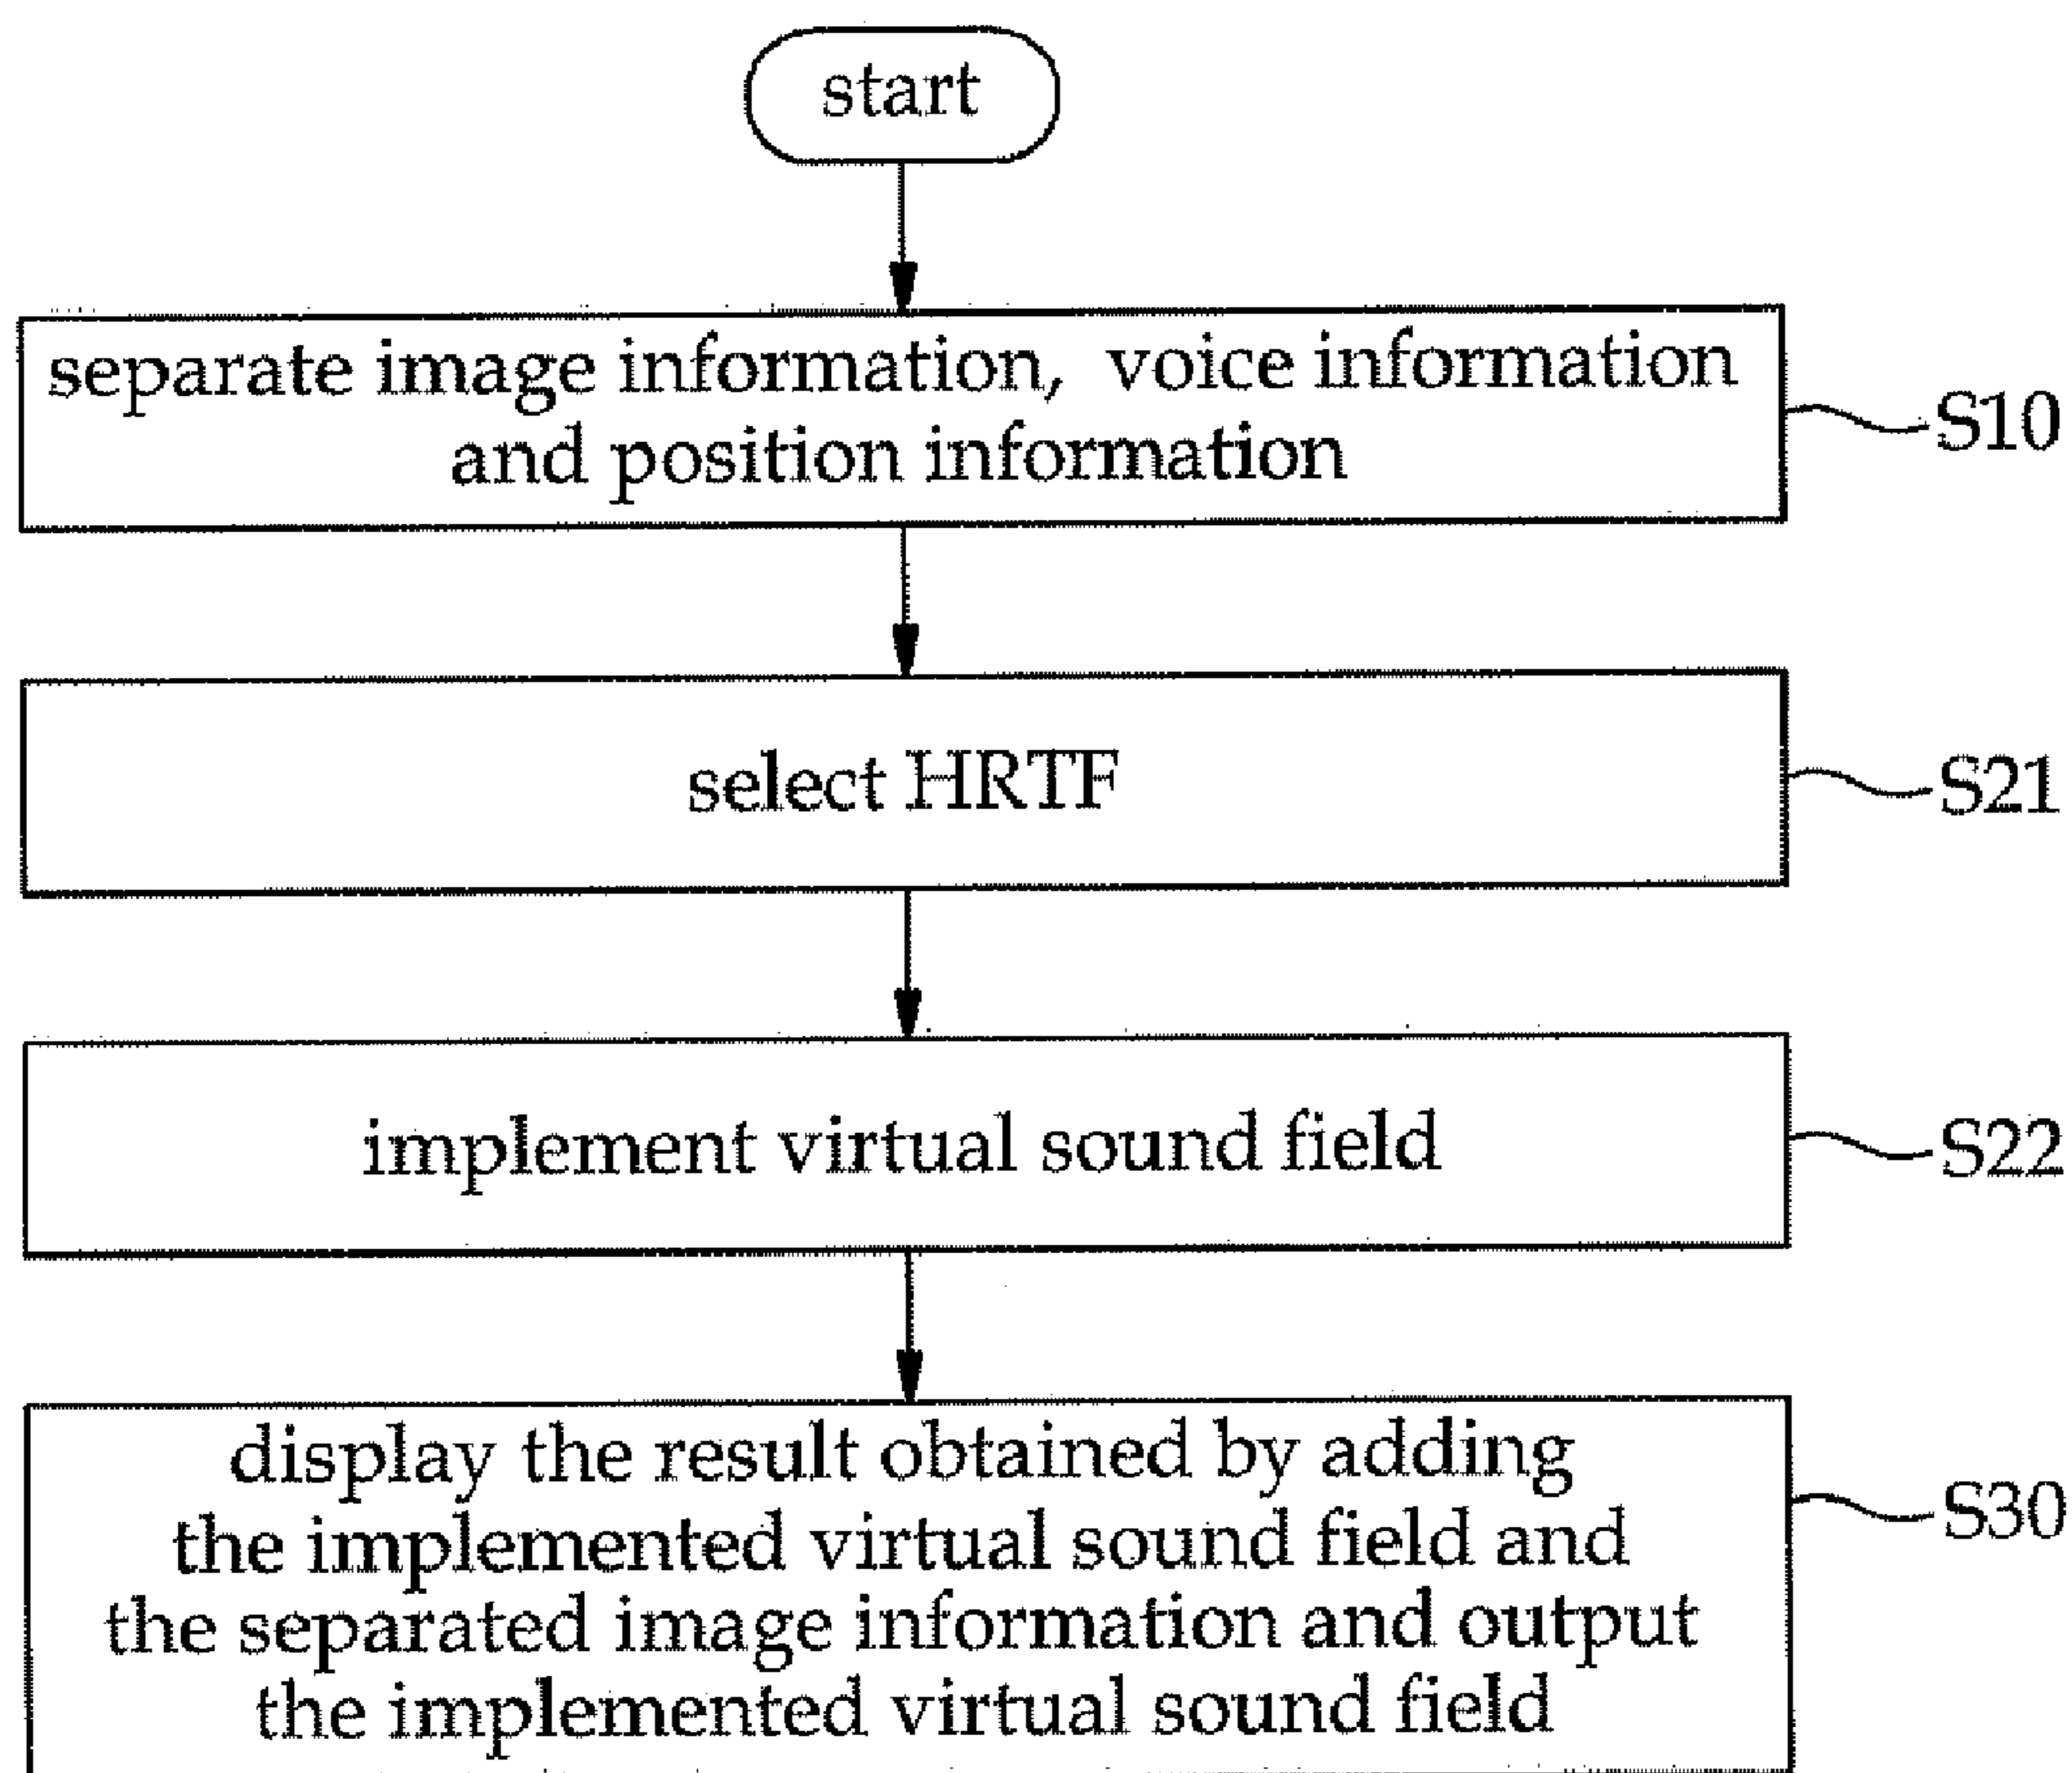 start
separate image information, voice information
and position information
S10
select HRTF
S21
implement virtual sound field
S22
display the result obtained by adding
the implemented virtual sound field and
the separated image information and output
the implemented virtual sound field
S30